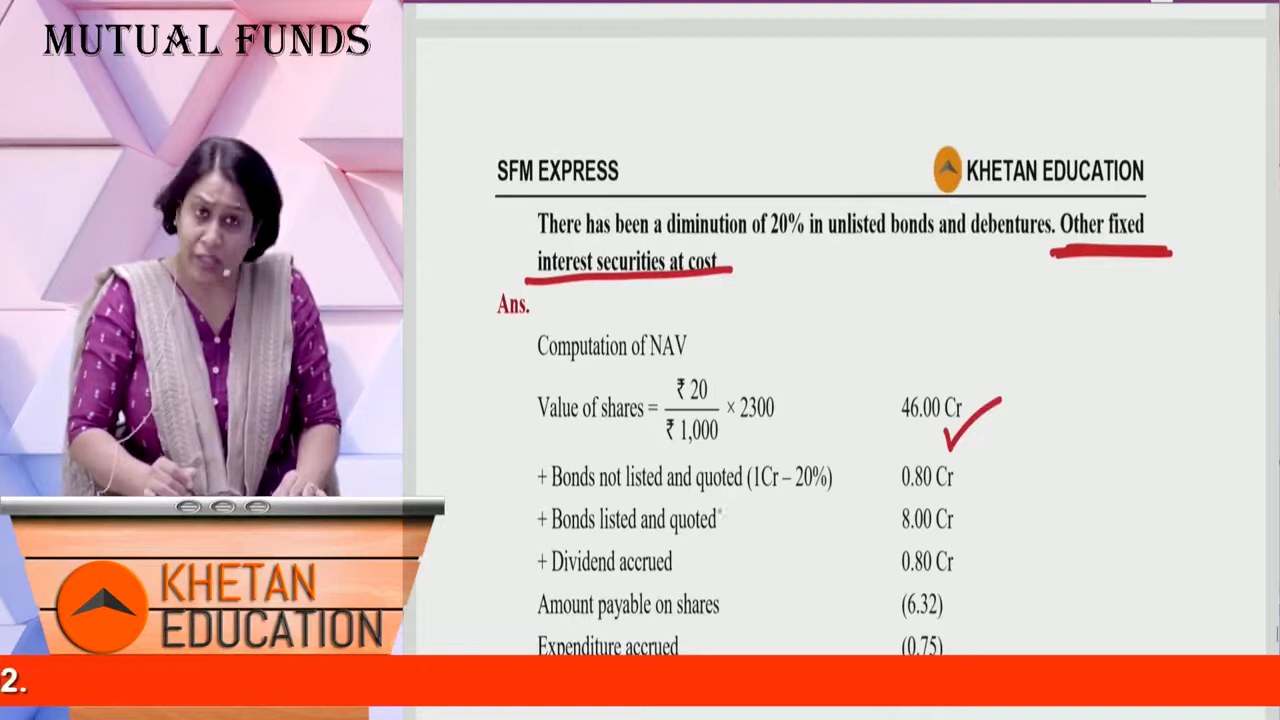 MUTUAL FUNDS
SFM EXPRESS
KHETAN EDUCATION
There has been a diminution of 20% in unlisted bonds and debentures. Other fixed
interest securities at cost
Ans.
Computation of NAV
Value of shares = ₹ 20 / ₹ 1,000 × 2300 46.00 Cr
+ Bonds not listed and quoted (1Cr – 20%) 0.80 Cr
+ Bonds listed and quoted 8.00 Cr
+ Dividend accrued 0.80 Cr
Amount payable on shares (6.32)
Expenditure accrued (0.75)
KHETAN
EDUCATION
2.